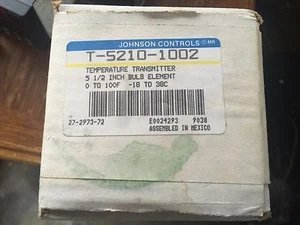 JOHNSON CONTROLS
T-5210-1002
TEMPERATURE TRANSMITTER
5 1/2 INCH BULB ELEMENT
0 TO 100F -18 TO 38C
27-2973-72 E0024293 9038
ASSEMBLED IN MEXICO